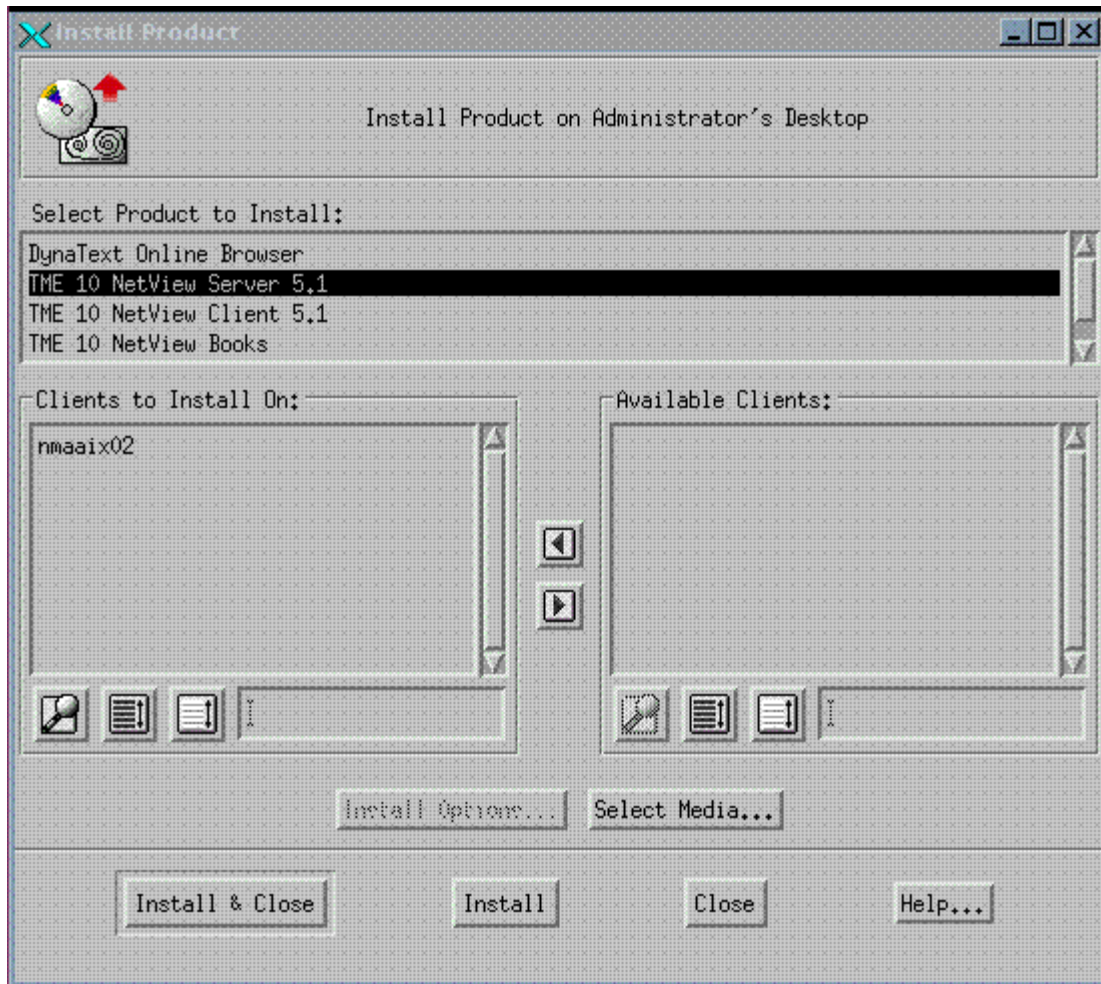 Install Product
Install Product on Administrator's Desktop
Select Product to Install:
DynaText Online Browser
TME 10 NetView Server 5.1
TME 10 NetView Client 5.1
TME 10 NetView Books
Clients to Install On:
Available Clients:
nmaaix02
Install Options...
Select Media...
Install & Close
Install
Close
Help...